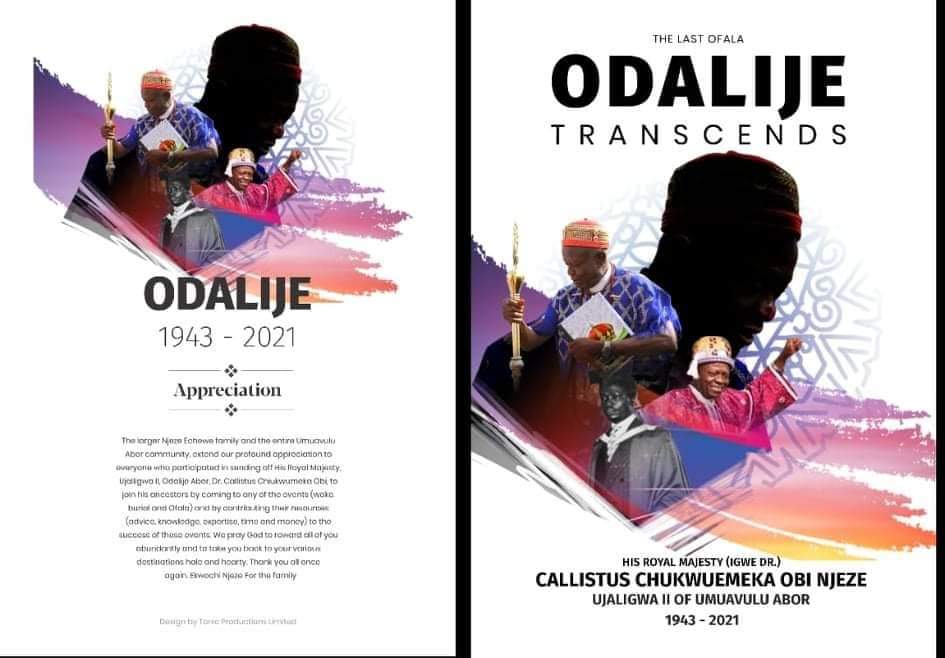 ODALIJE
1943 - 2021
Appreciation
The larger Njeze Echewe family and the entire Umuavulu
Abor community, extend our profound appreciation to
everyone who participated in sending off His Royal Majesty,
Ujaligwa II, Odalije Abor, Dr. Callistus Chukwumeka Obi, to
join his ancestors by coming to any of the events (wake,
burial and Ofala) and by contributing their resources
(advice, knowledge, expertise, time and money) to the
success of these events. We pray God to reward all of you
abundantly and to take you back to your various
destinations hale and hearty. Thank you all once
again. Ekwochi Njeze For the family
Design by Tonic Productions Limited
THE LAST OFALA
ODALIJE
TRANSCENDS
HIS ROYAL MAJESTY (IGWE DR.)
CALLISTUS CHUKWUEMEKA OBI NJEZE
UJALIGWA II OF UMUAVULU ABOR
1943 - 2021